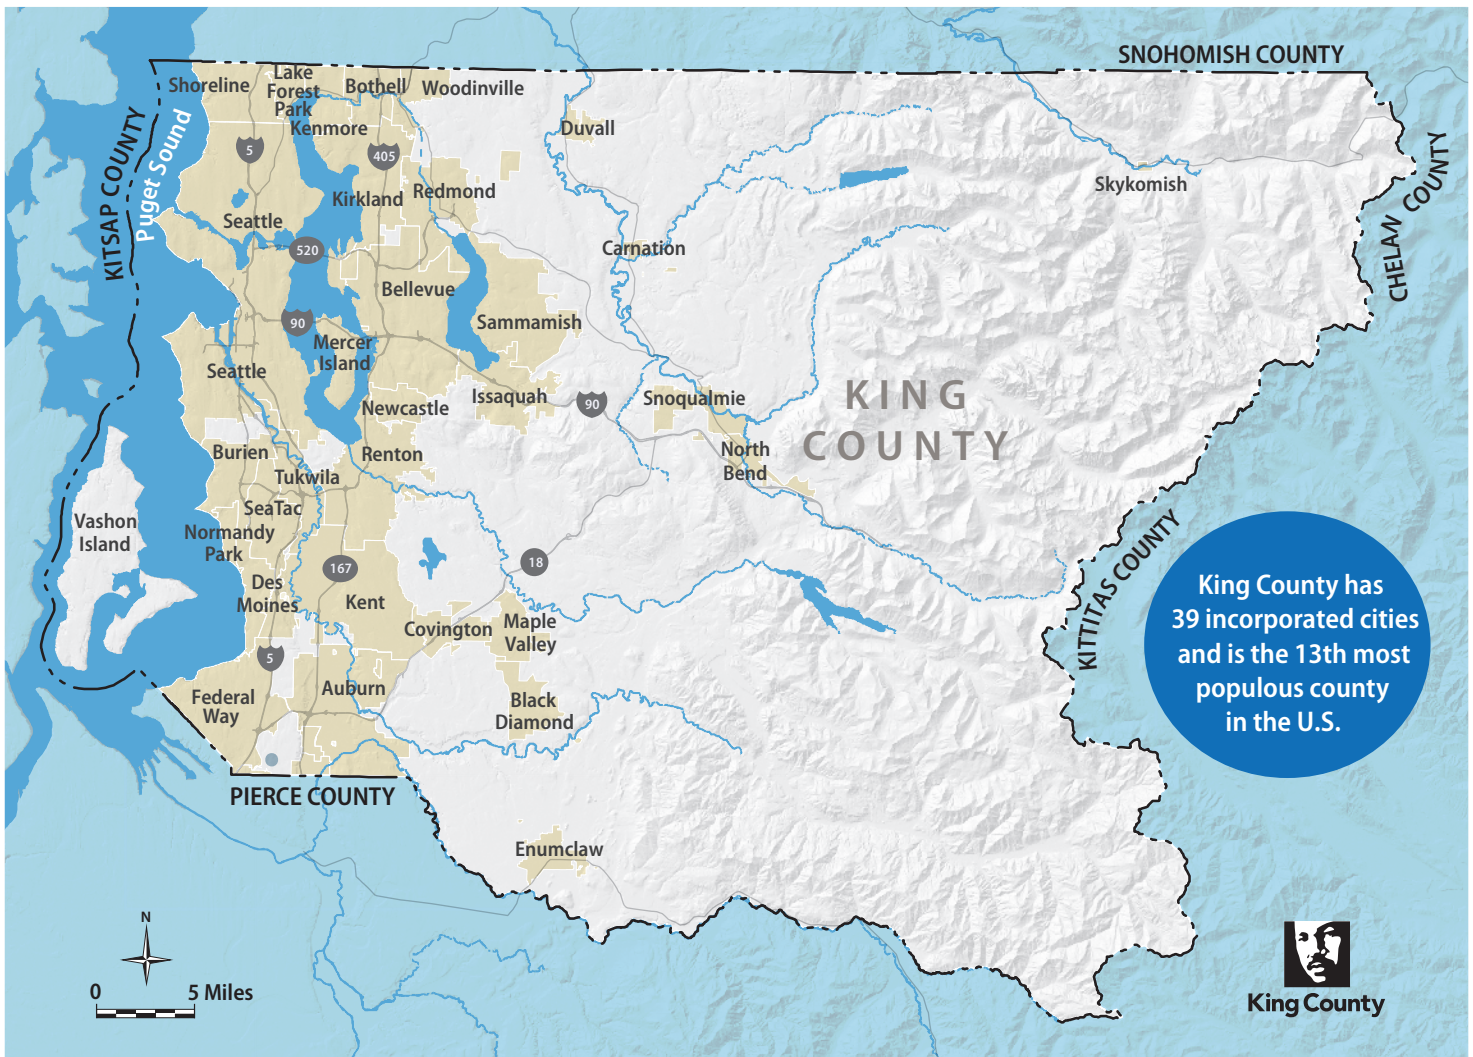 SNOHOMISH COUNTY
Shoreline
Lake
Forest
Park
Bothell
Woodinville
Kenmore
Duvall
KITSAP COUNTY
Puget Sound
5
405
Kirkland
Redmond
Skykomish
CHELAN COUNTY
Seattle
520
Carnation
Bellevue
90
Sammamish
Mercer
Island
Seattle
Newcastle
Issaquah
90
Snoqualmie
KING
COUNTY
Burien
Renton
North
Bend
Tukwila
SeaTac
Vashon
Island
Normandy
Park
167
18
KITTITAS COUNTY
Des
Moines
Kent
Covington
Maple
Valley
5
Federal
Way
Auburn
Black
Diamond
King County has
39 incorporated cities
and is the 13th most
populous county
in the U.S.
PIERCE COUNTY
Enumclaw
N
0 5 Miles
King County